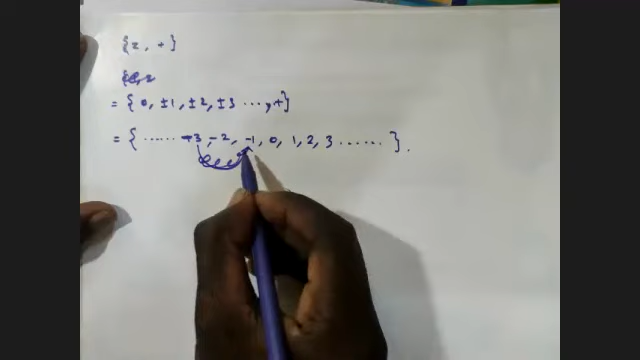 {z, +}
= { 0, ±1, ±2, ±3 ..., +}
= { ...... -3, -2, -1, 0, 1, 2, 3 ...... }.